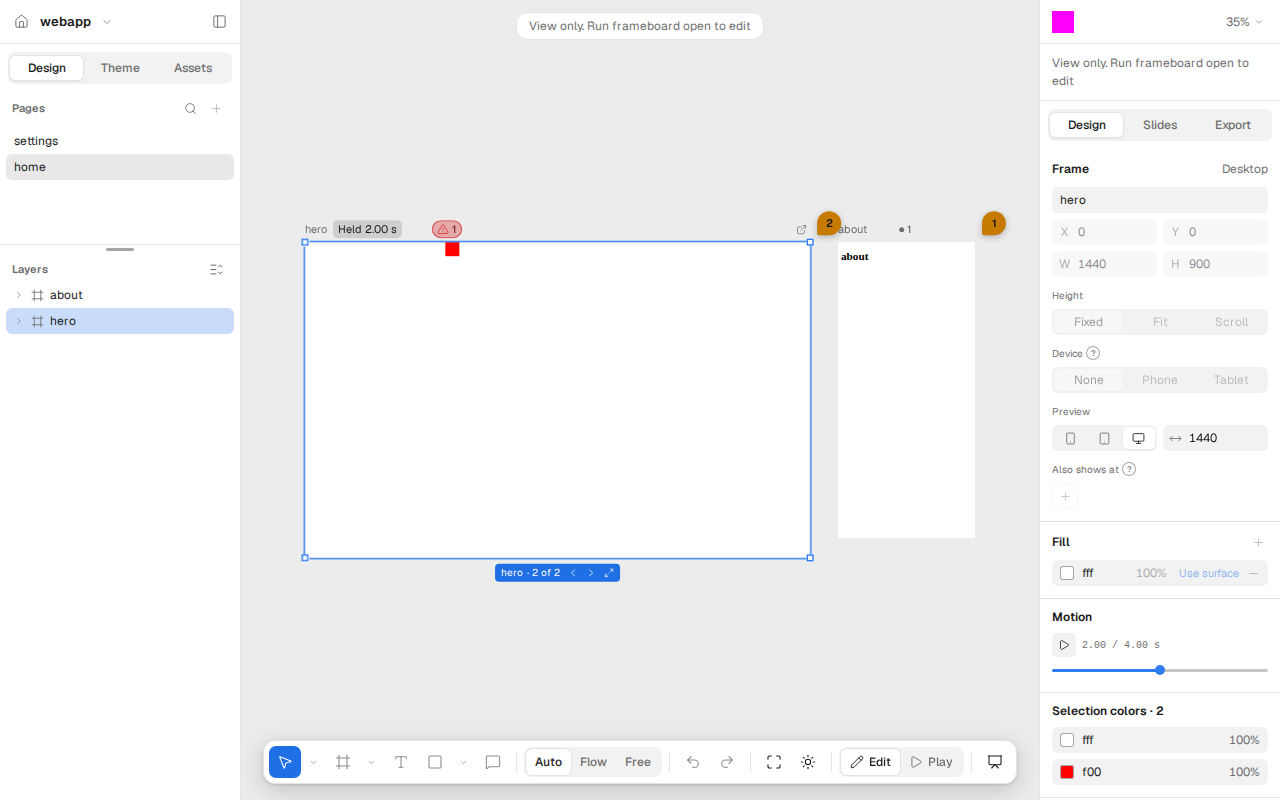 webapp
Design Theme Assets
Pages
settings
home
Layers
about
hero
View only. Run frameboard open to edit
hero Held 2.00 s 1
2
about 1
1
about
hero · 2 of 2
Auto Flow Free
Edit Play
35%
View only. Run frameboard open to
edit
Design Slides Export
Frame Desktop
hero
X 0 Y 0
W 1440 H 900
Height
Fixed Fit Scroll
Device ?
None Phone Tablet
Preview
1440
Also shows at ?
Fill
fff 100% Use surface
Motion
2.00 / 4.00 s
Selection colors · 2
fff 100%
f00 100%